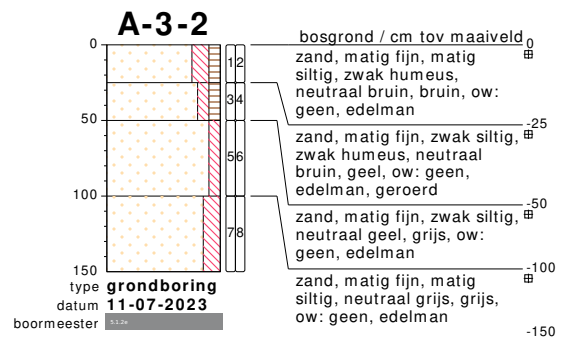 A-3-2
bosgrond / cm tov maaiveld
0
0
zand, matig fijn, matig
siltig, zwak humeus,
neutraal bruin, bruin, ow:
geen, edelman
1 2
-25
zand, matig fijn, zwak siltig,
zwak humeus, neutraal
bruin, geel, ow: geen,
edelman, geroerd
3 4
50
-50
zand, matig fijn, zwak siltig,
neutraal geel, grijs, ow:
geen, edelman
5 6
100
-100
zand, matig fijn, matig
siltig, neutraal grijs, grijs,
ow: geen, edelman
7 8
150
-150
type grondboring
datum 11-07-2023
boormeester 5.1.2e